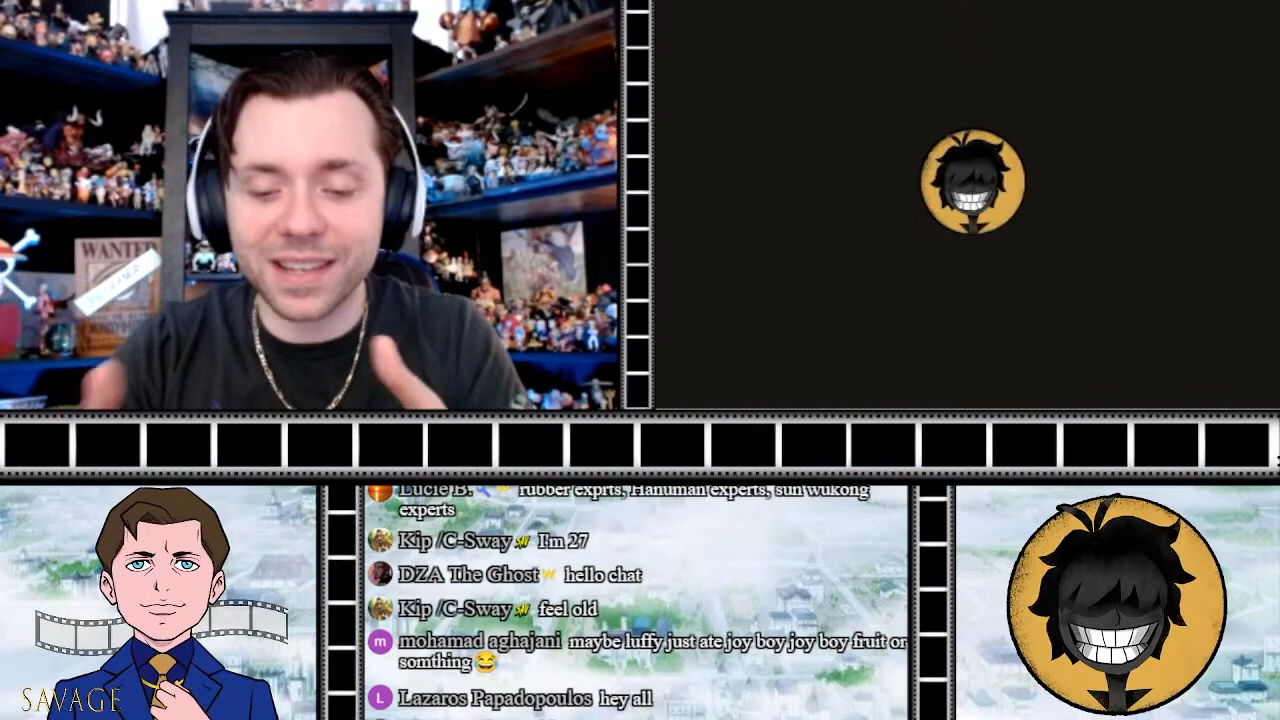 WANTED
Lucie B. rubber exprts, Hanuman experts, sun wukong
experts
Kip /C-Sway I'm 27
DZA The Ghost hello chat
Kip /C-Sway feel old
m mohamad aghajani maybe luffy just ate joy boy joy boy fruit or
somthing 😂
L Lazaros Papadopoulos hey all
SAVAGE